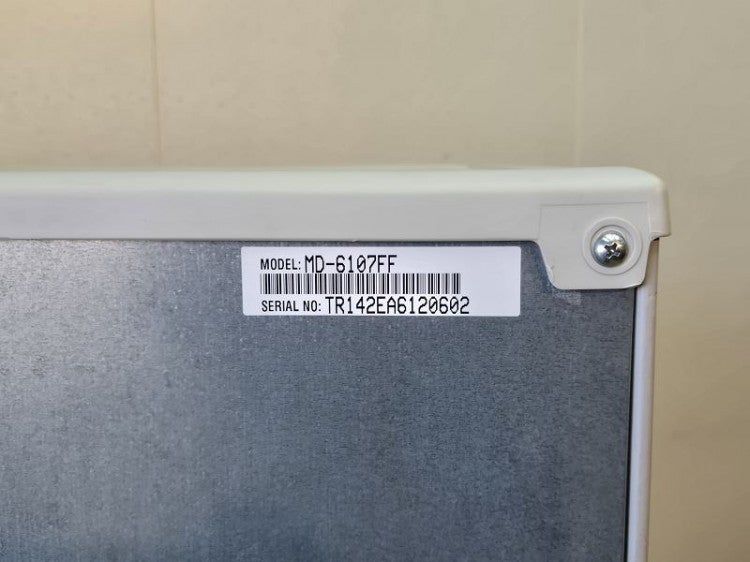 MODEL: MD-6107FF
SERIAL NO: TR142EA6120602